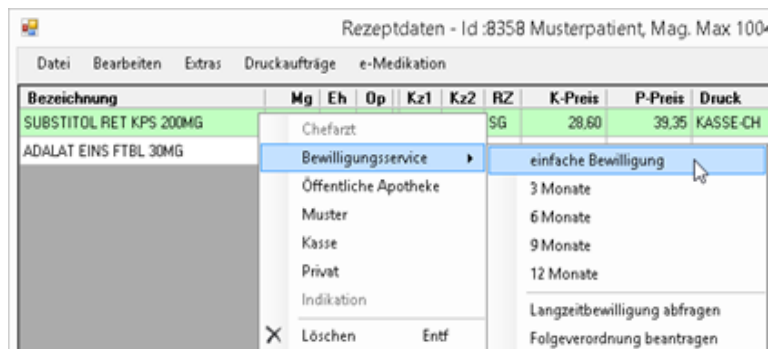 Rezeptdaten - Id :8358 Musterpatient, Mag. Max 1004
Datei Bearbeiten Extras Druckaufträge e-Medikation
Bezeichnung Mg Eh Op Kz1 Kz2 RZ K-Preis P-Preis Druck
SUBSTITOL RET KPS 200MG SG 28,60 39,35 KASSE-CH
ADALAT EINS FTBL 30MG
Chefarzt
Bewilligungsservice
Öffentliche Apotheke
Muster
Kasse
Privat
Indikation
Löschen Entf
einfache Bewilligung
3 Monate
6 Monate
9 Monate
12 Monate
Langzeitbewilligung abfragen
Folgeverordnung beantragen